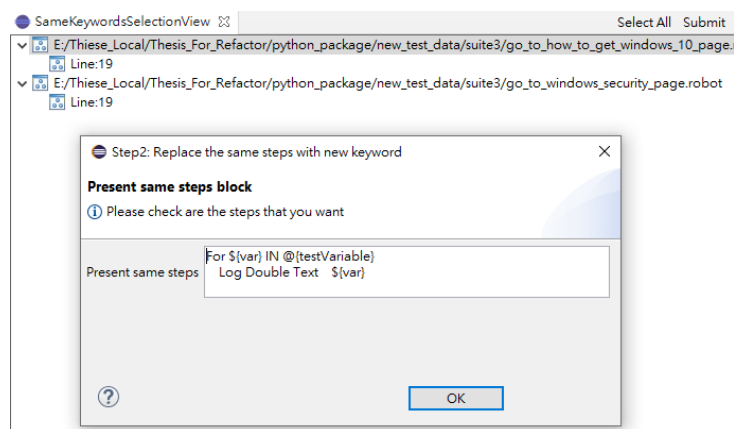 SameKeywordsSelectionView
Select All Submit
E:/Thiese_Local/Thesis_For_Refactor/python_package/new_test_data/suite3/go_to_how_to_get_windows_10_page.
Line:19
E:/Thiese_Local/Thesis_For_Refactor/python_package/new_test_data/suite3/go_to_windows_security_page.robot
Line:19
Step2: Replace the same steps with new keyword
Present same steps block
Please check are the steps that you want
Present same steps
For ${var} IN @{testVariable}
Log Double Text ${var}
?
OK